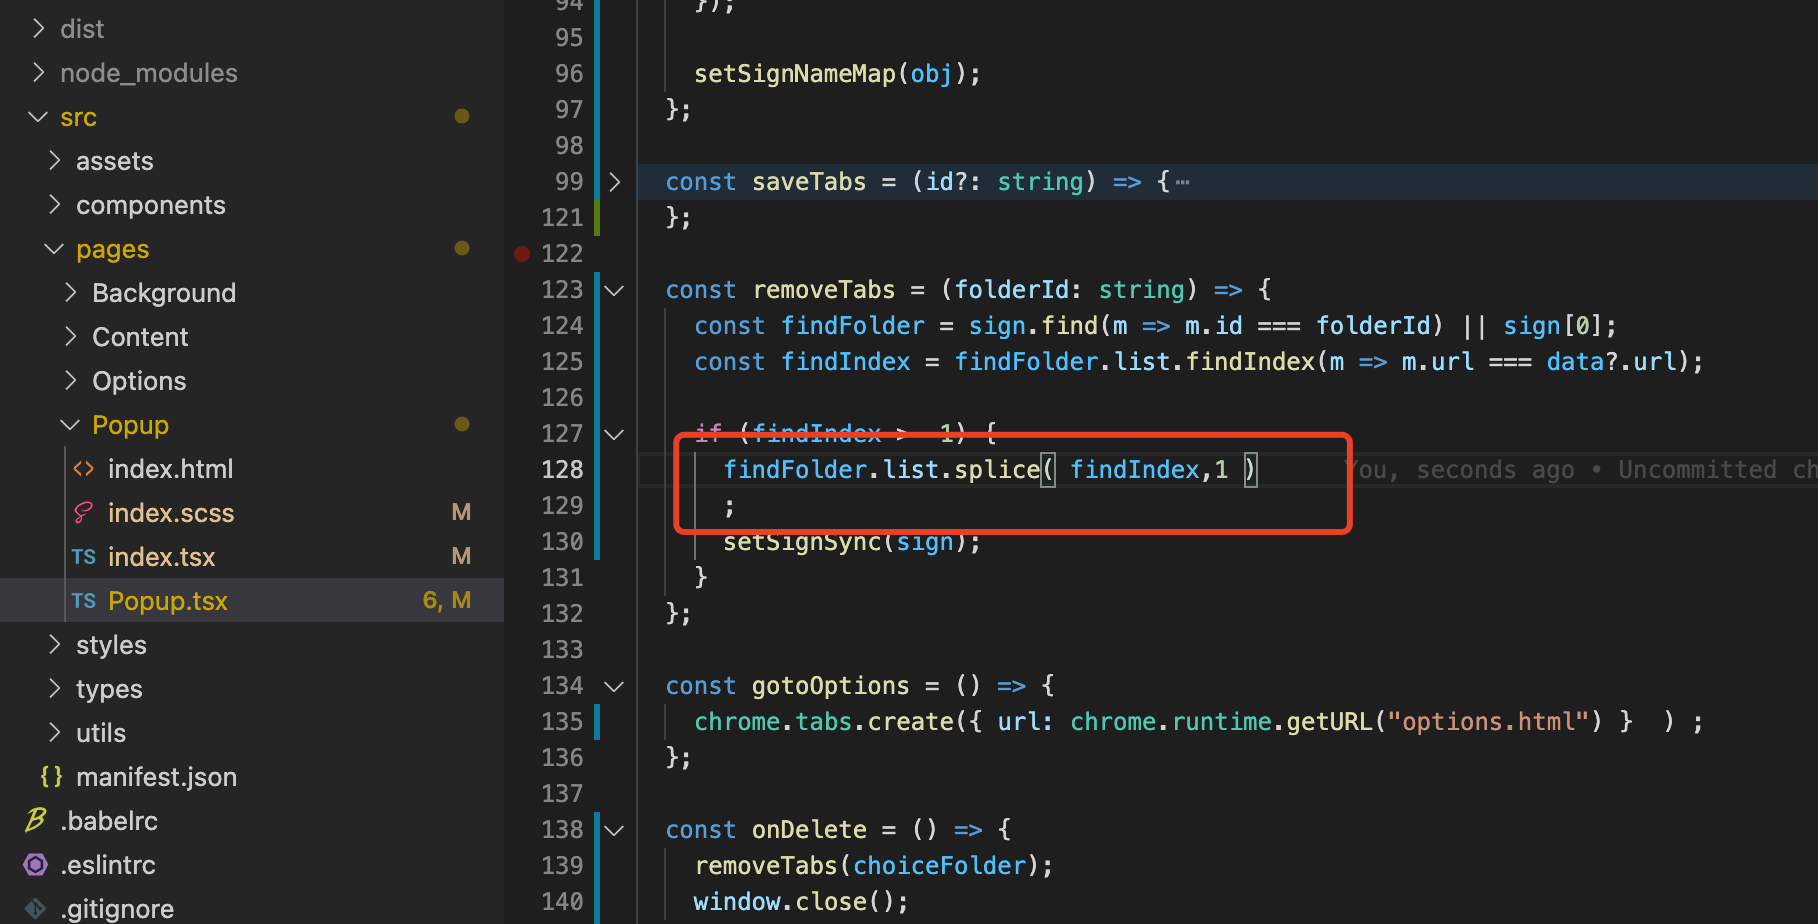 dist
node_modules
src
assets
components
pages
Background
Content
Options
Popup
<> index.html
index.scss M
TS index.tsx M
TS Popup.tsx 6, M
styles
types
utils
{} manifest.json
.babelrc
.eslintrc
.gitignore
94 });
95
96 setSignNameMap(obj);
97 };
98
99 const saveTabs = (id?: string) => {⋯
121 };
122
123 const removeTabs = (folderId: string) => {
124 const findFolder = sign.find(m => m.id === folderId) || sign[0];
125 const findIndex = findFolder.list.findIndex(m => m.url === data?.url);
126
127 if (findIndex > -1) {
128 findFolder.list.splice( findIndex,1 ) You, seconds ago • Uncommitted ch
129 ;
130 setSignSync(sign);
131 }
132 };
133
134 const gotoOptions = () => {
135 chrome.tabs.create({ url: chrome.runtime.getURL("options.html") }  ) ;
136 };
137
138 const onDelete = () => {
139 removeTabs(choiceFolder);
140 window.close();